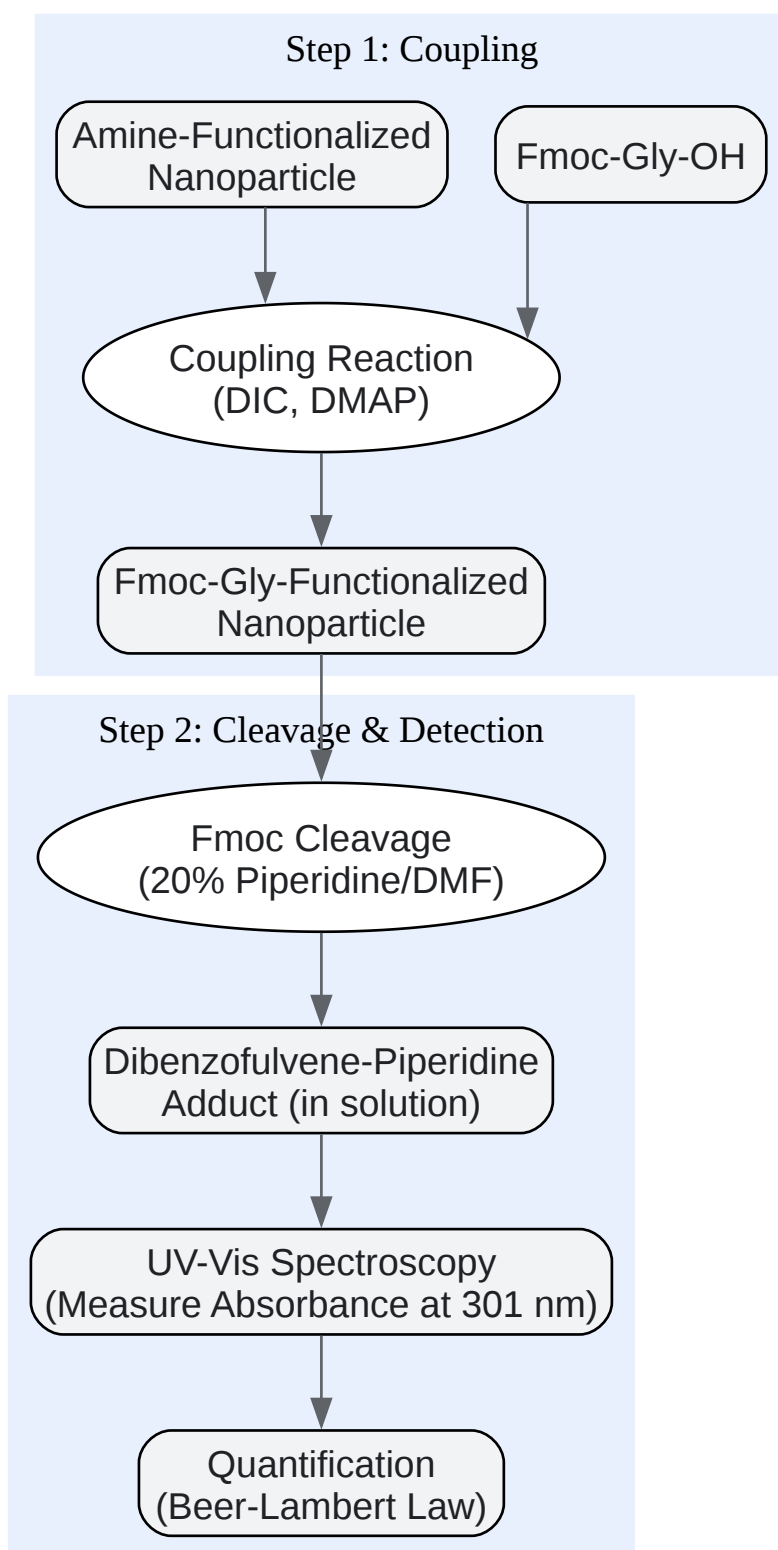 Step 1: Coupling
Amine-Functionalized
Nanoparticle
Fmoc-Gly-OH
Coupling Reaction
(DIC, DMAP)
Fmoc-Gly-Functionalized
Nanoparticle
Step 2: Cleavage & Detection
Fmoc Cleavage
(20% Piperidine/DMF)
Dibenzofulvene-Piperidine
Adduct (in solution)
UV-Vis Spectroscopy
(Measure Absorbance at 301 nm)
Quantification
(Beer-Lambert Law)